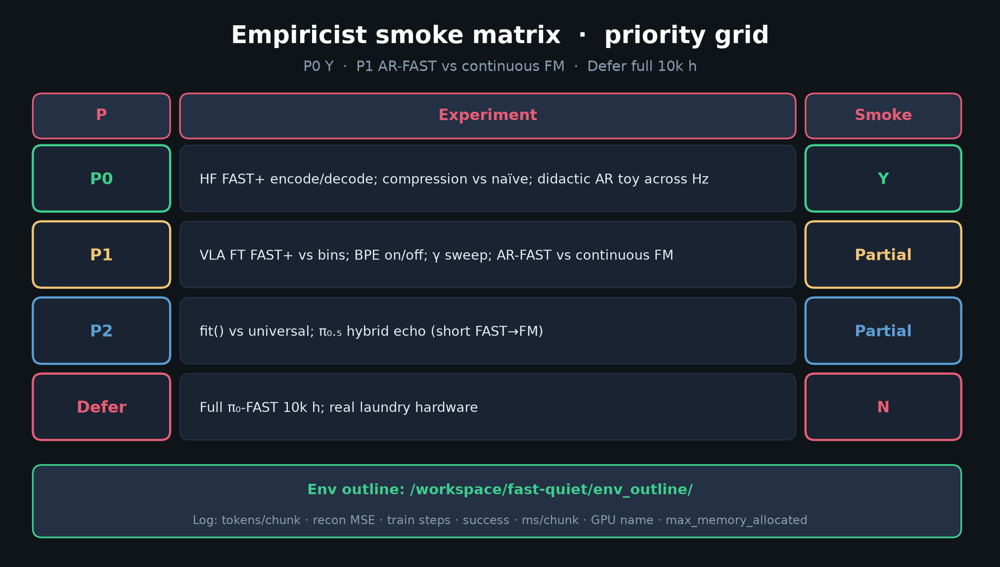 Empiricist smoke matrix · priority grid
P0 Y · P1 AR-FAST vs continuous FM · Defer full 10k h
P Experiment Smoke
P0 HF FAST+ encode/decode; compression vs naïve; didactic AR toy across Hz Y
P1 VLA FT FAST+ vs bins; BPE on/off; γ sweep; AR-FAST vs continuous FM Partial
P2 fit() vs universal; π₀.₅ hybrid echo (short FAST→FM) Partial
Defer Full π₀-FAST 10k h; real laundry hardware N
Env outline: /workspace/fast-quiet/env_outline/
Log: tokens/chunk · recon MSE · train steps · success · ms/chunk · GPU name · max_memory_allocated